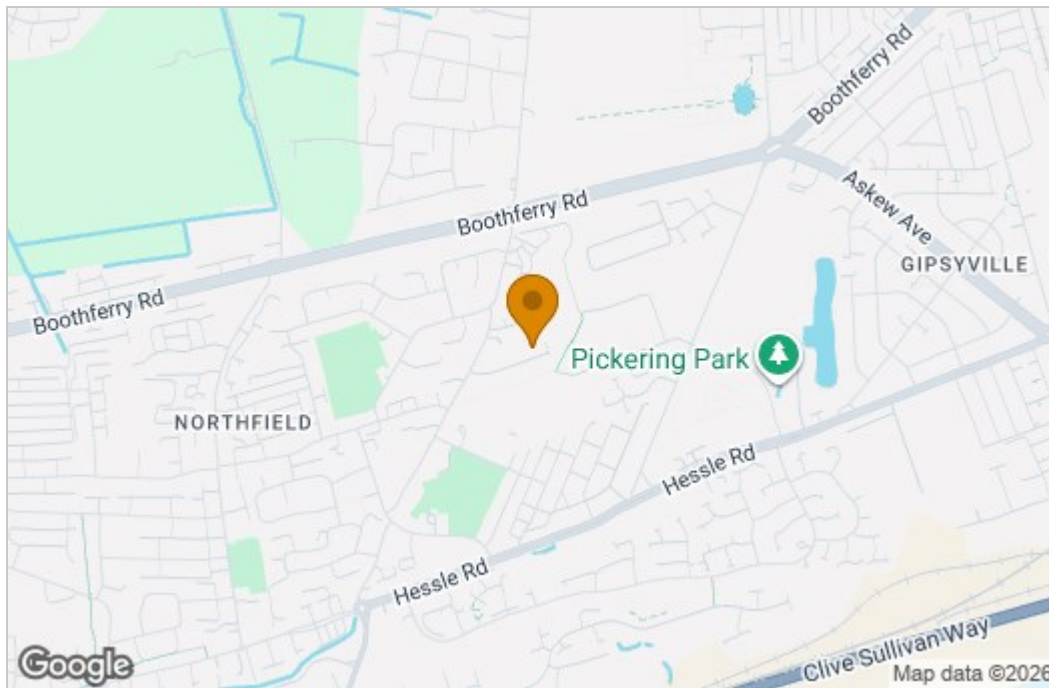 Boothferry Rd
Boothferry Rd
Askew Ave
GIPSYVILLE
Boothferry Rd
Pickering Park
NORTHFIELD
Hessle Rd
Hessle Rd
Clive Sullivan Way
Google
Map data ©2026